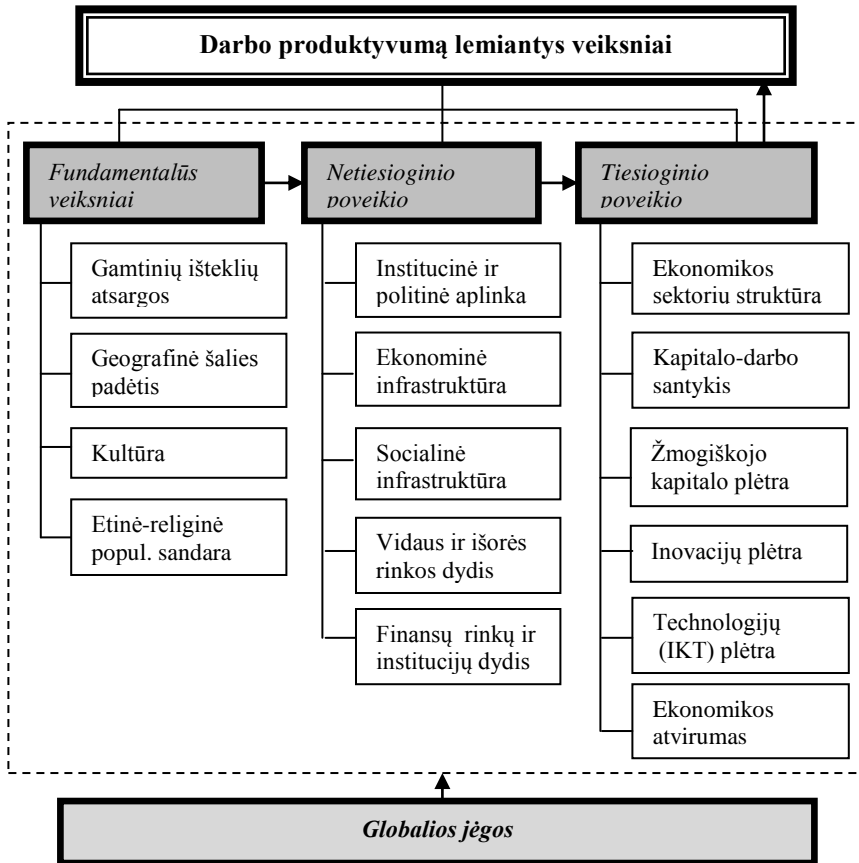 Darbo produktyvumą lemiantys veiksniai
Fundamentalūs
veiksniai
Netiesioginio
poveikio
Tiesioginio
poveikio
Gamtinių išteklių
atsargos
Geografinė šalies
padėtis
Kultūra
Etinė-religinė
popul. sandara
Institucinė ir
politinė aplinka
Ekonominė
infrastruktūra
Socialinė
infrastruktūra
Vidaus ir išorės
rinkos dydis
Finansų rinkų ir
institucijų dydis
Ekonomikos
sektorių struktūra
Kapitalo-darbo
santykis
Žmogiškojo
kapitalo plėtra
Inovacijų plėtra
Technologijų
(IKT) plėtra
Ekonomikos
atvirumas
Globalios jėgos